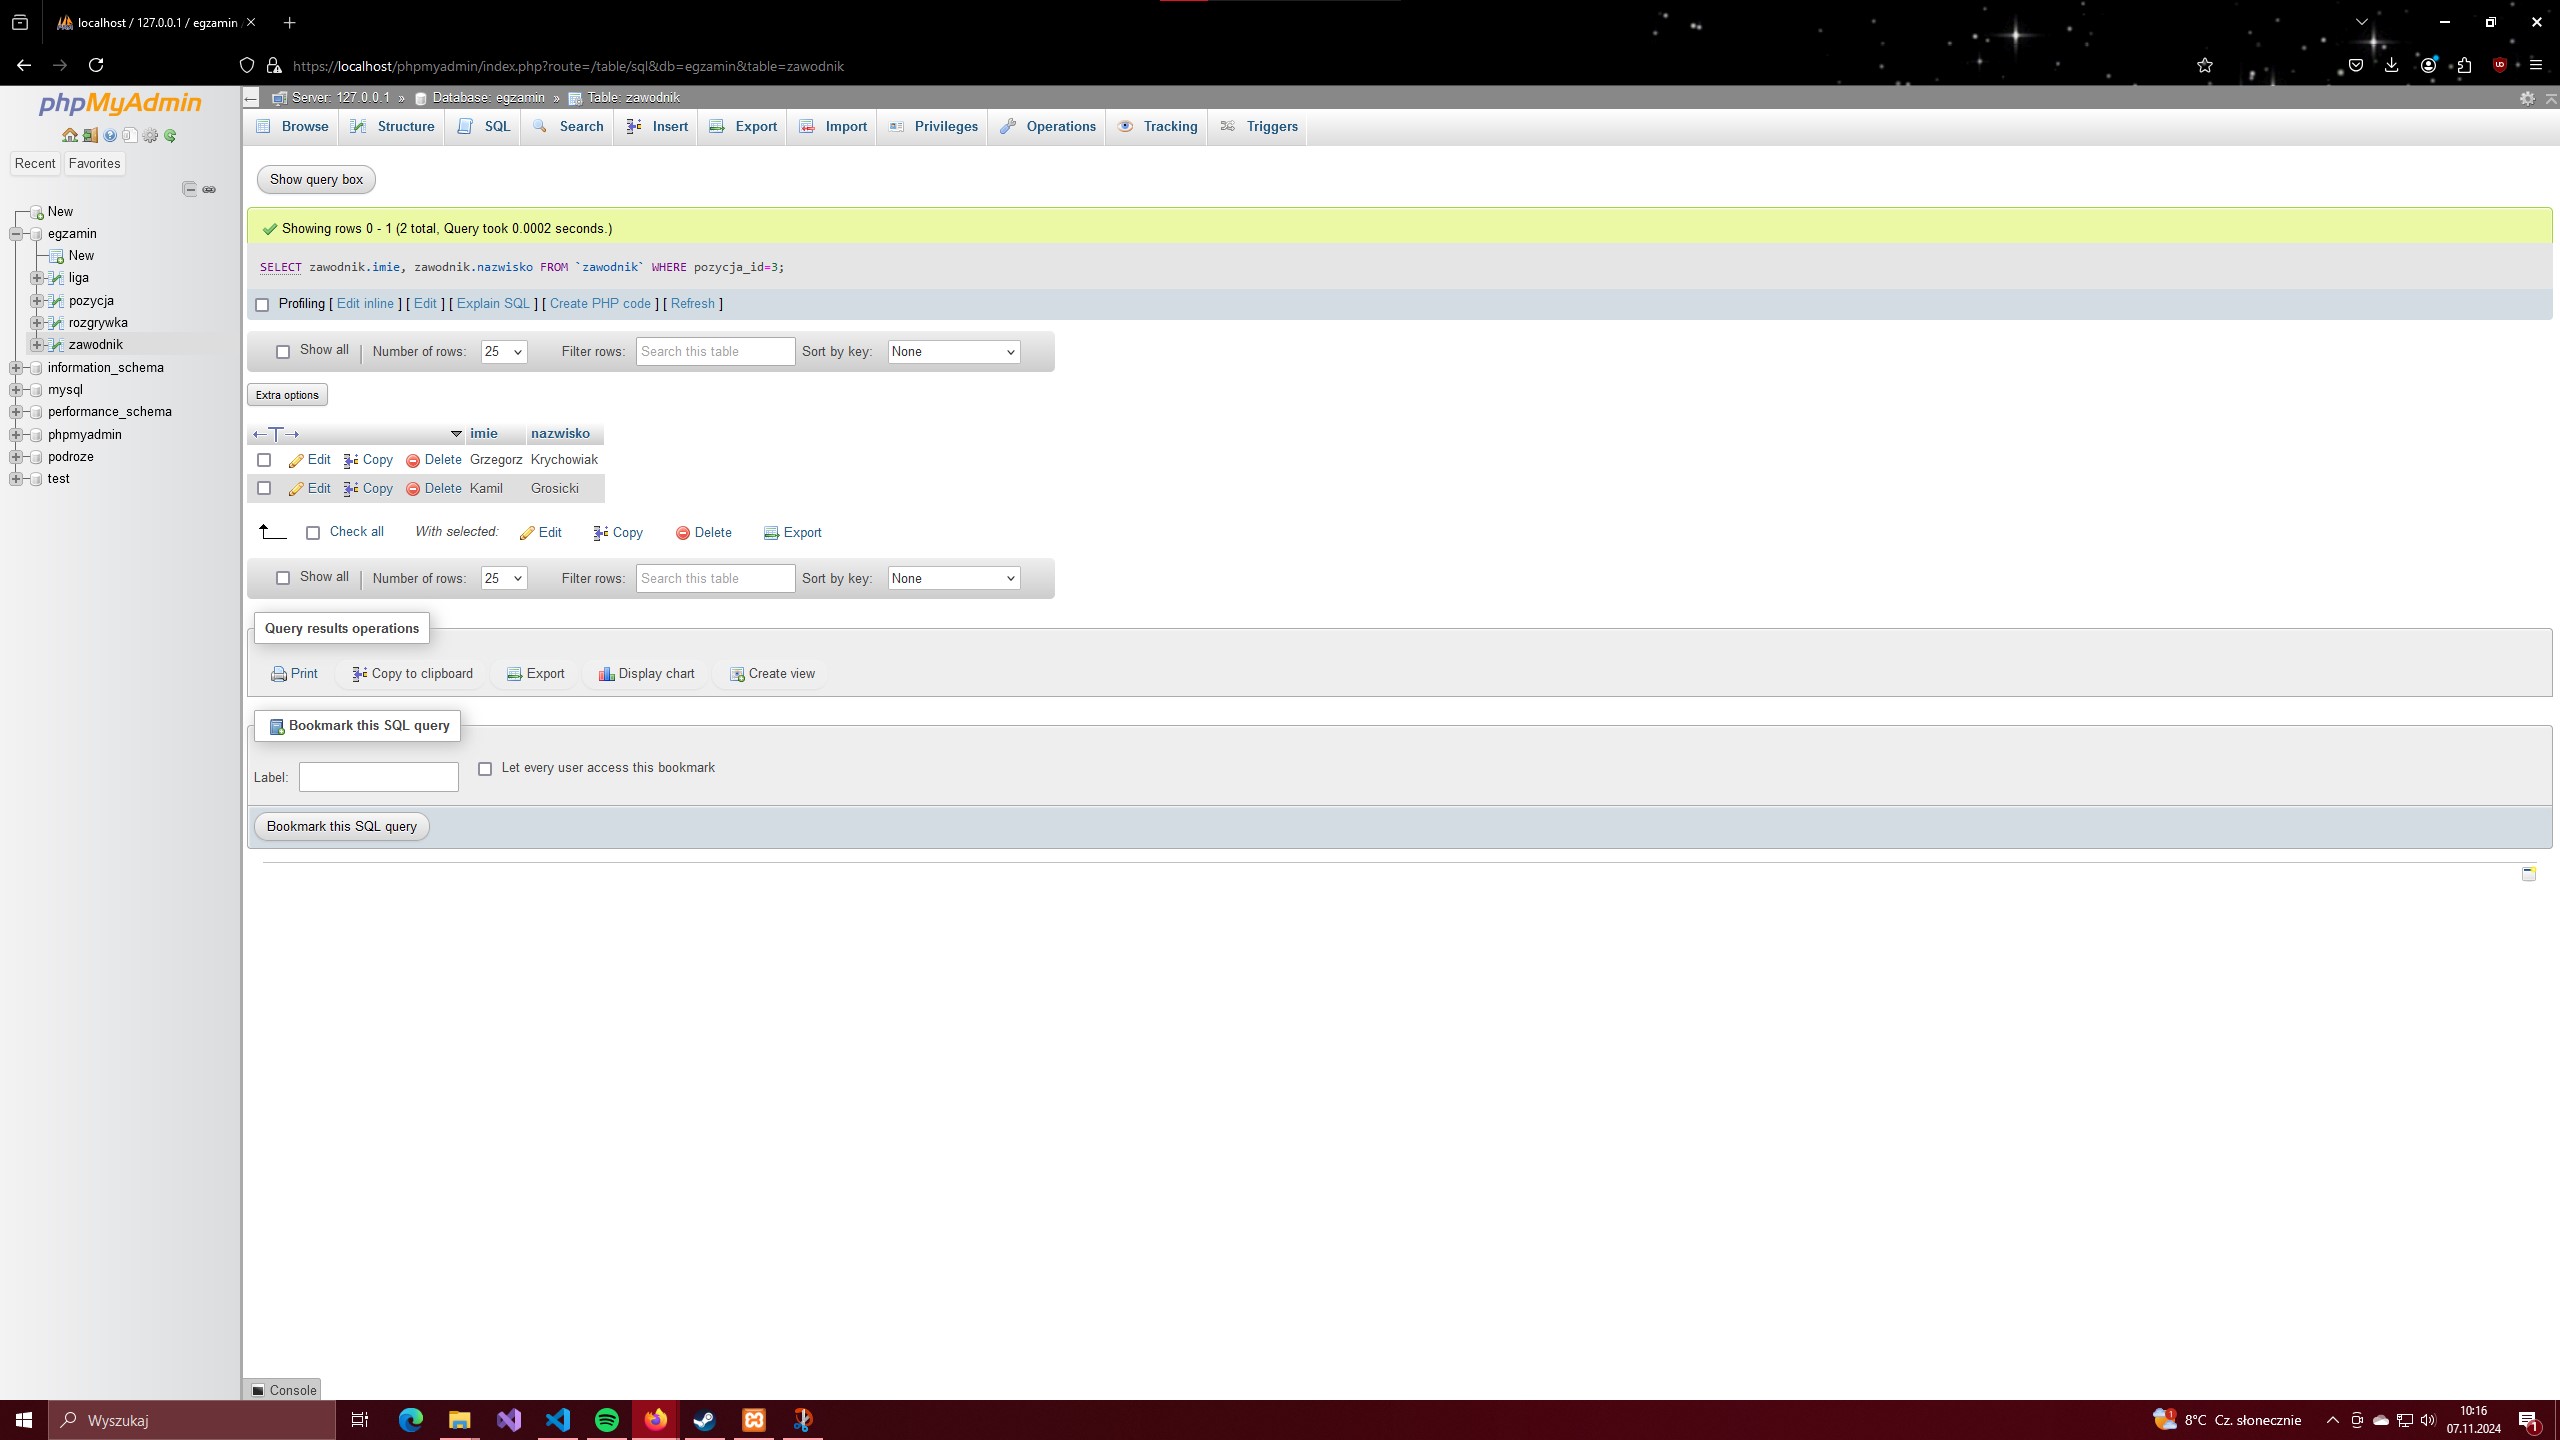 localhost / 127.0.0.1 / egzamin
https://localhost/phpmyadmin/index.php?route=/table/sql&db=egzamin&table=zawodnik
phpMyAdmin
Recent Favorites
New
egzamin
New
liga
pozycja
rozgrywka
zawodnik
information_schema
mysql
performance_schema
phpmyadmin
podroze
test
Server: 127.0.0.1 » Database: egzamin » Table: zawodnik
Browse Structure SQL Search Insert Export Import Privileges Operations Tracking Triggers
Show query box
Showing rows 0 - 1 (2 total, Query took 0.0002 seconds.)
SELECT zawodnik.imie, zawodnik.nazwisko FROM `zawodnik` WHERE pozycja_id=3;
Profiling [ Edit inline ] [ Edit ] [ Explain SQL ] [ Create PHP code ] [ Refresh ]
Show all | Number of rows: 25 Filter rows: Search this table Sort by key: None
Extra options
←T→ imie nazwisko
Edit Copy Delete Grzegorz Krychowiak
Edit Copy Delete Kamil Grosicki
Check all With selected: Edit Copy Delete Export
Show all | Number of rows: 25 Filter rows: Search this table Sort by key: None
Query results operations
Print Copy to clipboard Export Display chart Create view
Bookmark this SQL query
Label: Let every user access this bookmark
Bookmark this SQL query
Console
Wyszukaj
1 8°C Cz. słonecznie
10:16
07.11.2024
1